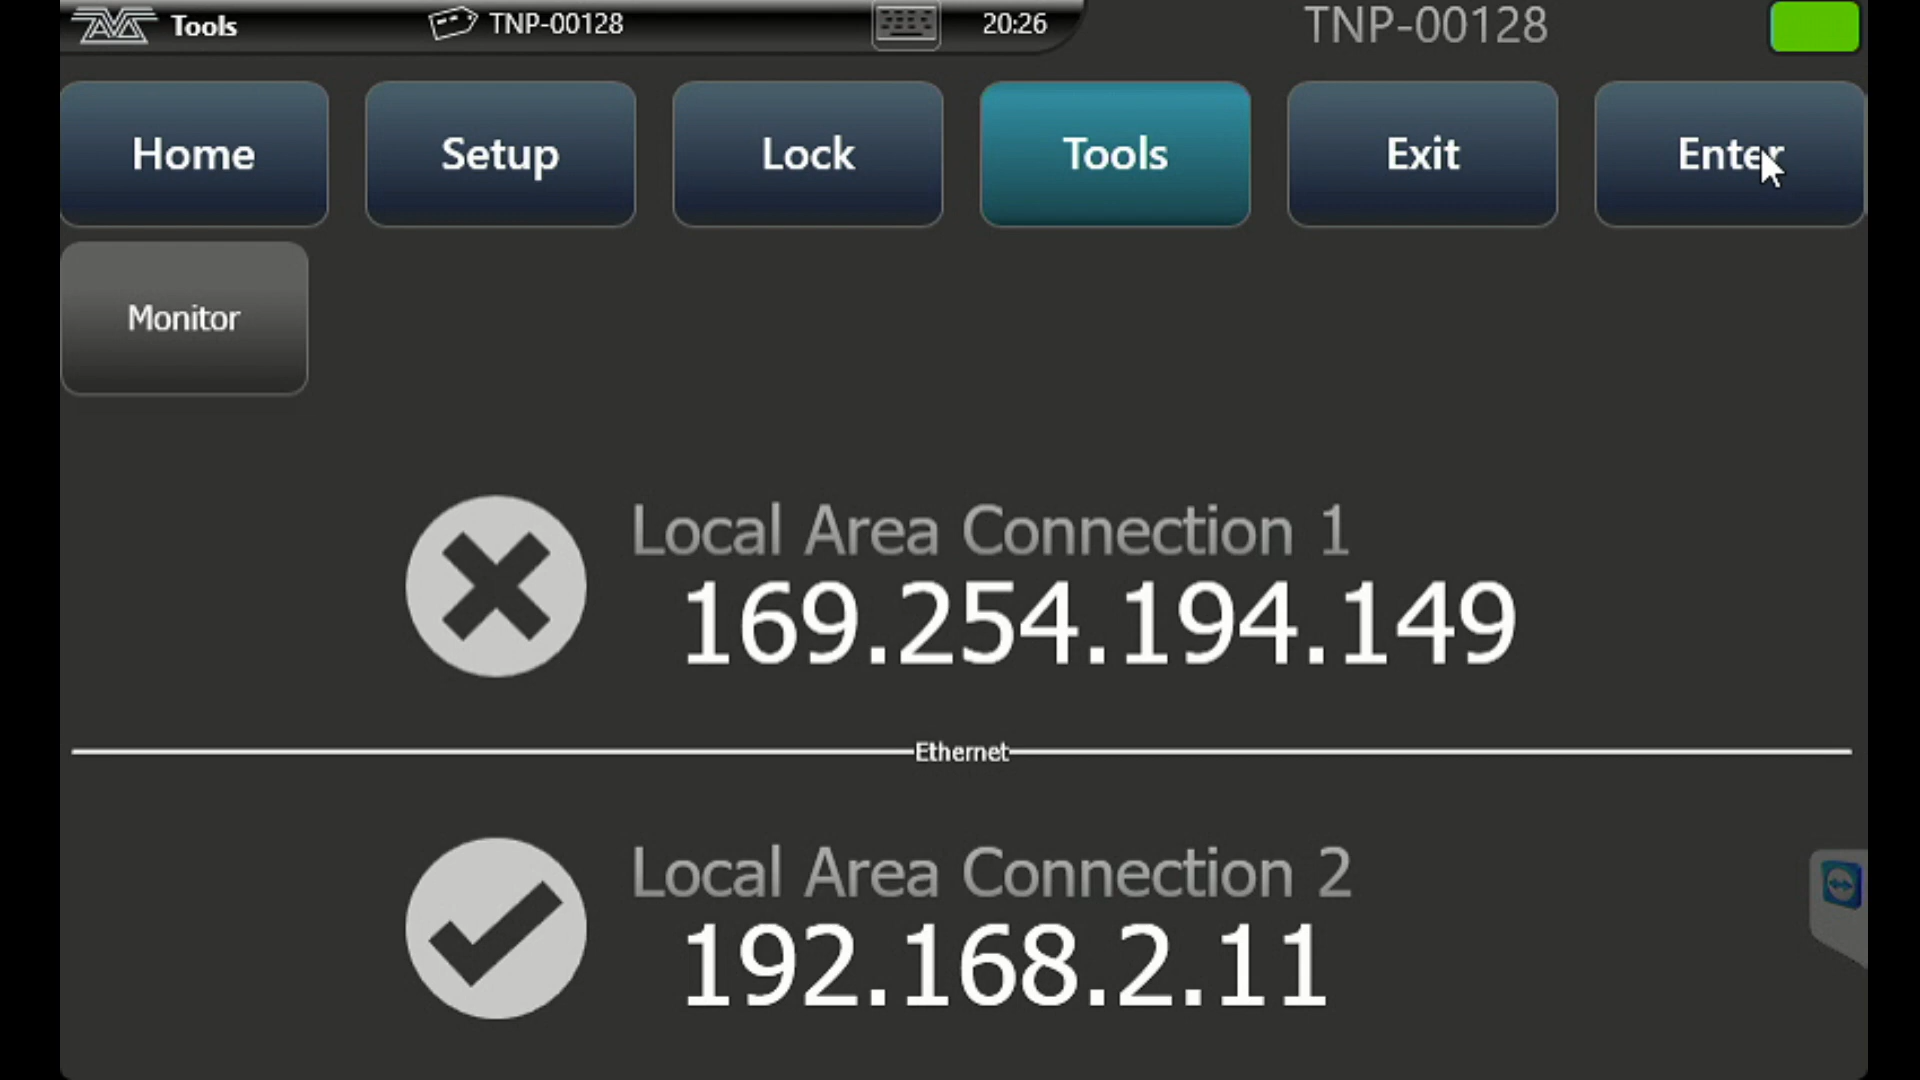 Tools
TNP-00128
20:26
TNP-00128
Home
Setup
Lock
Tools
Exit
Enter
Monitor
Local Area Connection 1
169.254.194.149
Ethernet
Local Area Connection 2
192.168.2.11